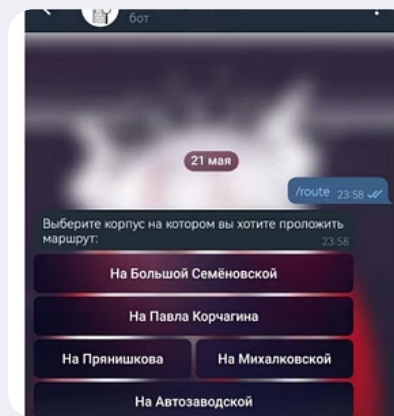 бот
21 мая
/route 23:58
Выберите корпус на котором вы хотите проложить
маршрут:
23:58
На Большой Семёновской
На Павла Корчагина
На Прянишкова На Михалковской
На Автозаводской